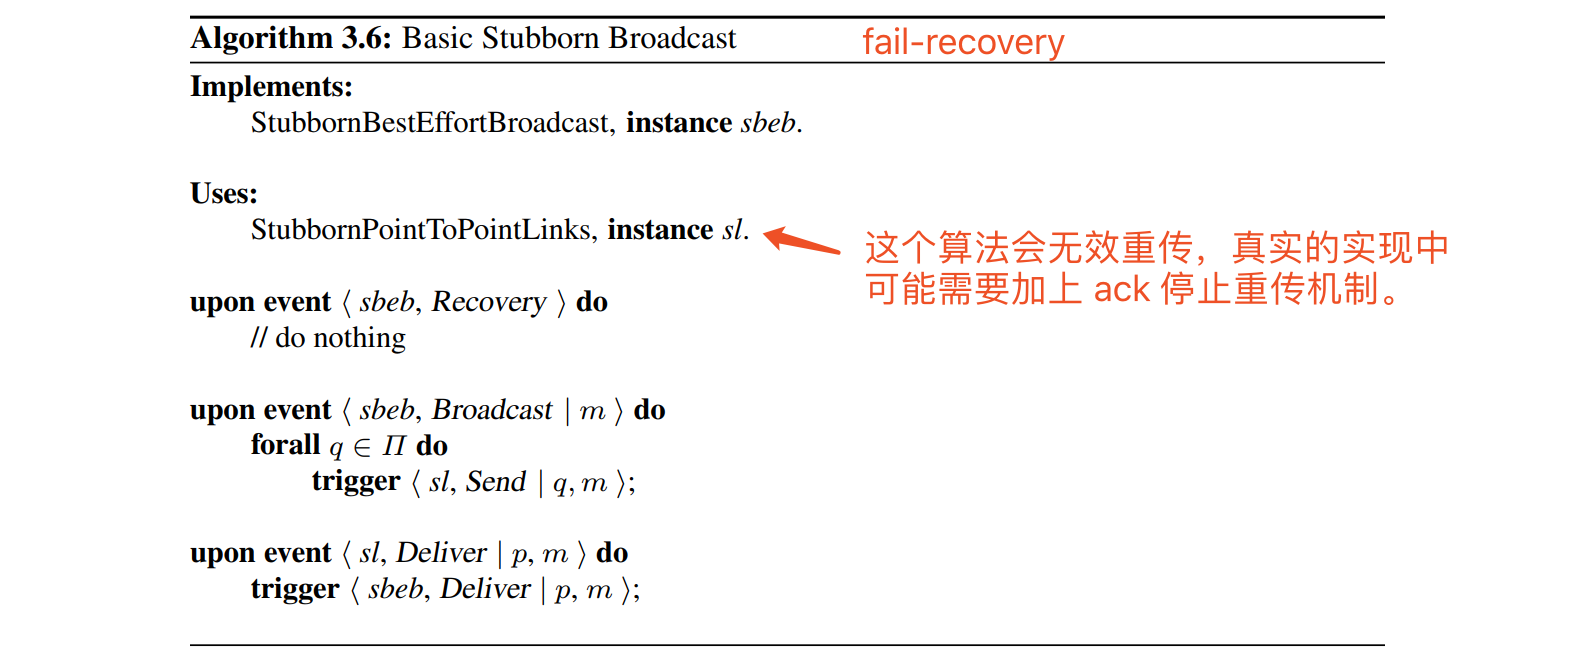 Algorithm 3.6: Basic Stubborn Broadcast fail-recovery
Implements:
StubbornBestEffortBroadcast, instance sbeb.
Uses:
StubbornPointToPointLinks, instance sl.
这个算法会无效重传，真实的实现中
可能需要加上 ack 停止重传机制。
upon event ⟨ sbeb, Recovery ⟩ do
// do nothing
upon event ⟨ sbeb, Broadcast | m ⟩ do
forall q ∈ Π do
trigger ⟨ sl, Send | q, m ⟩;
upon event ⟨ sl, Deliver | p, m ⟩ do
trigger ⟨ sbeb, Deliver | p, m ⟩;